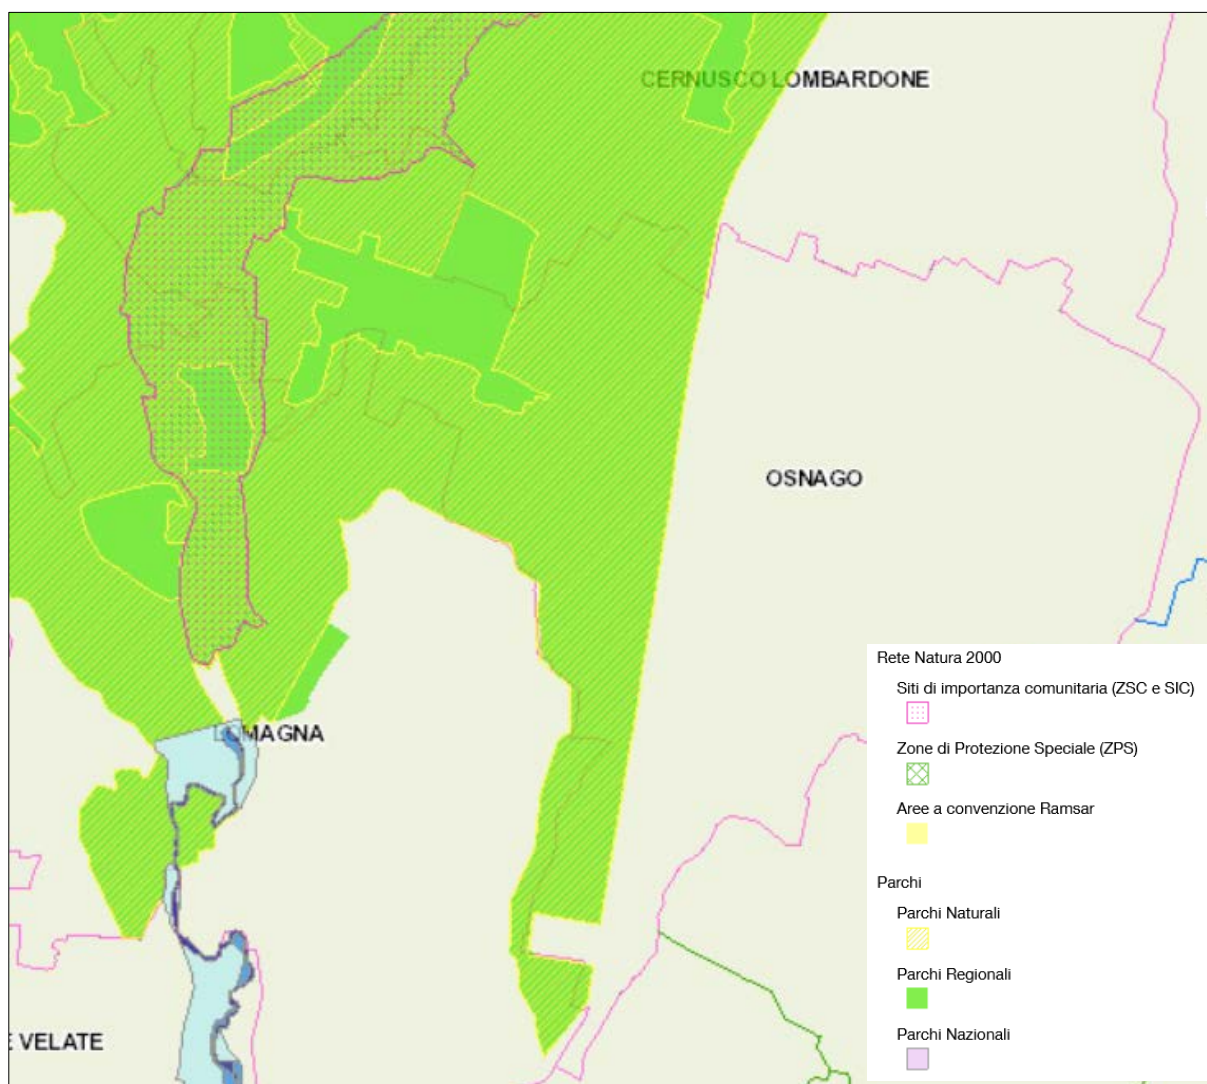 CERNUSCO LOMBARDONE
OSNAGO
LOMAGNA
E VELATE
Rete Natura 2000
Siti di importanza comunitaria (ZSC e SIC)
Zone di Protezione Speciale (ZPS)
Aree a convenzione Ramsar
Parchi
Parchi Naturali
Parchi Regionali
Parchi Nazionali